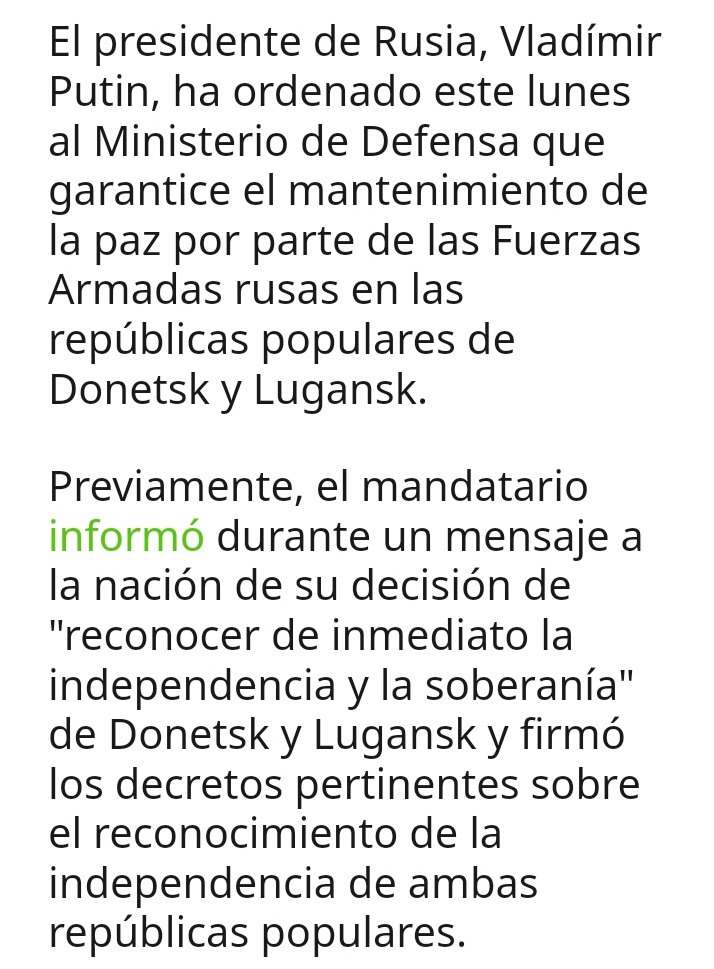 El presidente de Rusia, Vladímir
Putin, ha ordenado este lunes
al Ministerio de Defensa que
garantice el mantenimiento de
la paz por parte de las Fuerzas
Armadas rusas en las
repúblicas populares de
Donetsk y Lugansk.
Previamente, el mandatario
informó durante un mensaje a
la nación de su decisión de
"reconocer de inmediato la
independencia y la soberanía"
de Donetsk y Lugansk y firmó
los decretos pertinentes sobre
el reconocimiento de la
independencia de ambas
repúblicas populares.